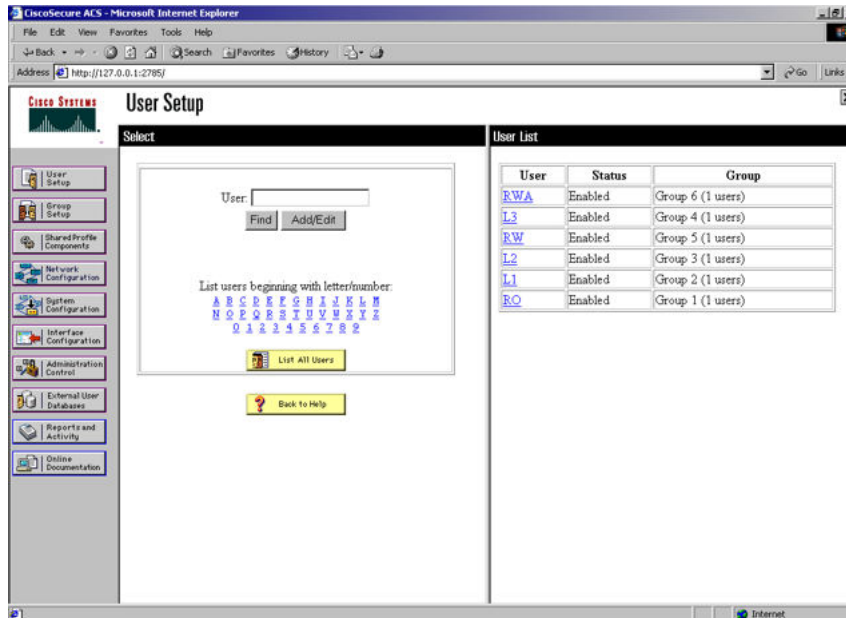 CiscoSecure ACS - Microsoft Internet Explorer
File Edit View Favorites Tools Help
Back Search Favorites History
Address http://127.0.0.1:2785/ Go Links
CISCO SYSTEMS
User Setup
Select
User Setup
Group Setup
Shared Profile Components
Network Configuration
System Configuration
Interface Configuration
Administration Control
External User Databases
Reports and Activity
Online Documentation
User:
Find Add/Edit
List users beginning with letter/number:
A B C D E F G H I J K L M
N O P Q R S T U V W X Y Z
0 1 2 3 4 5 6 7 8 9
List All Users
Back to Help
User List
User Status Group
RWA Enabled Group 6 (1 users)
L3 Enabled Group 4 (1 users)
RW Enabled Group 5 (1 users)
L2 Enabled Group 3 (1 users)
L1 Enabled Group 2 (1 users)
RO Enabled Group 1 (1 users)
Internet